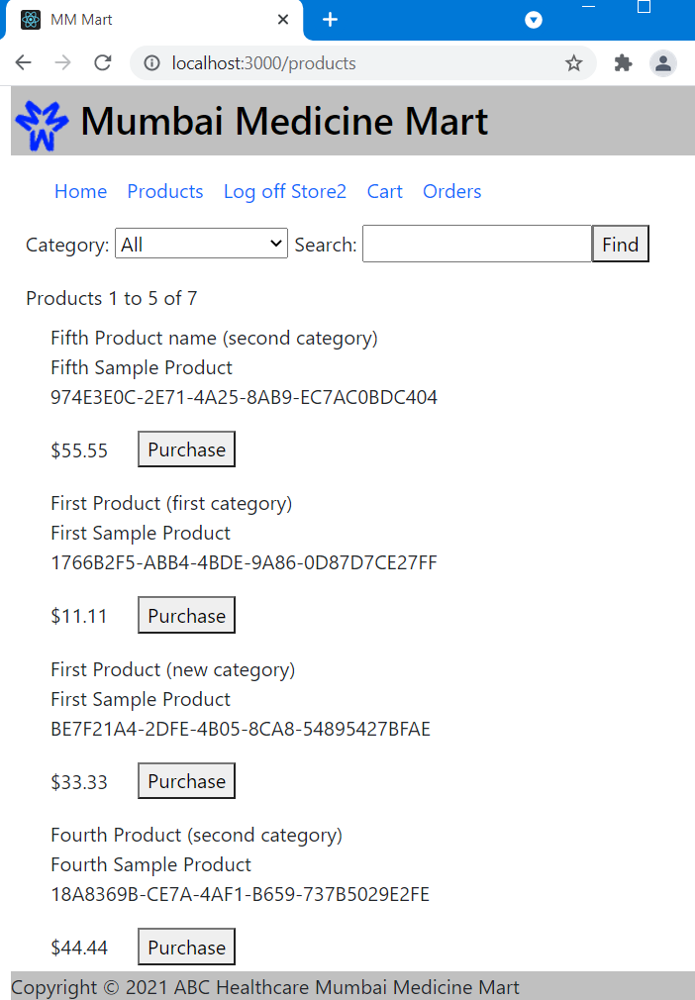 MM Mart
localhost:3000/products
Mumbai Medicine Mart
Home Products Log off Store2 Cart Orders
Category: All Search: Find
Products 1 to 5 of 7
Fifth Product name (second category)
Fifth Sample Product
974E3E0C-2E71-4A25-8AB9-EC7AC0BDC404
$55.55 Purchase
First Product (first category)
First Sample Product
1766B2F5-ABB4-4BDE-9A86-0D87D7CE27FF
$11.11 Purchase
First Product (new category)
First Sample Product
BE7F21A4-2DFE-4B05-8CA8-54895427BFAE
$33.33 Purchase
Fourth Product (second category)
Fourth Sample Product
18A8369B-CE7A-4AF1-B659-737B5029E2FE
$44.44 Purchase
Copyright © 2021 ABC Healthcare Mumbai Medicine Mart